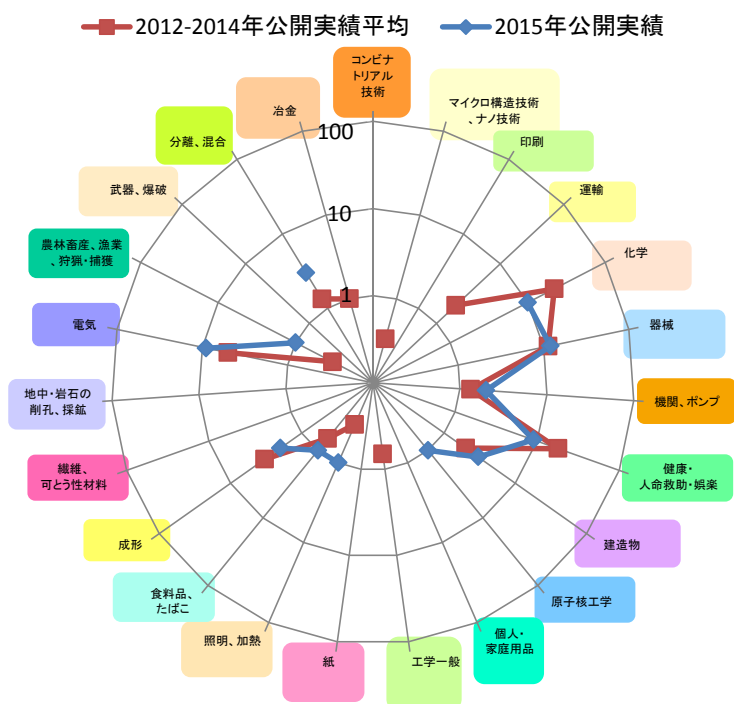 2012-2014年公開実績平均
2015年公開実績
コンビナ
トリアル
技術
マイクロ構造技術
、ナノ技術
印刷
運輸
化学
器械
機関、ポンプ
健康・
人命救助・娯楽
建造物
原子核工学
個人・
家庭用品
工学一般
紙
照明、加熱
食料品、
たばこ
成形
繊維、
可とう性材料
地中・岩石の
削孔、採鉱
電気
農林畜産、漁業
、狩猟・捕獲
武器、爆破
分離、混合
冶金
100
10
1